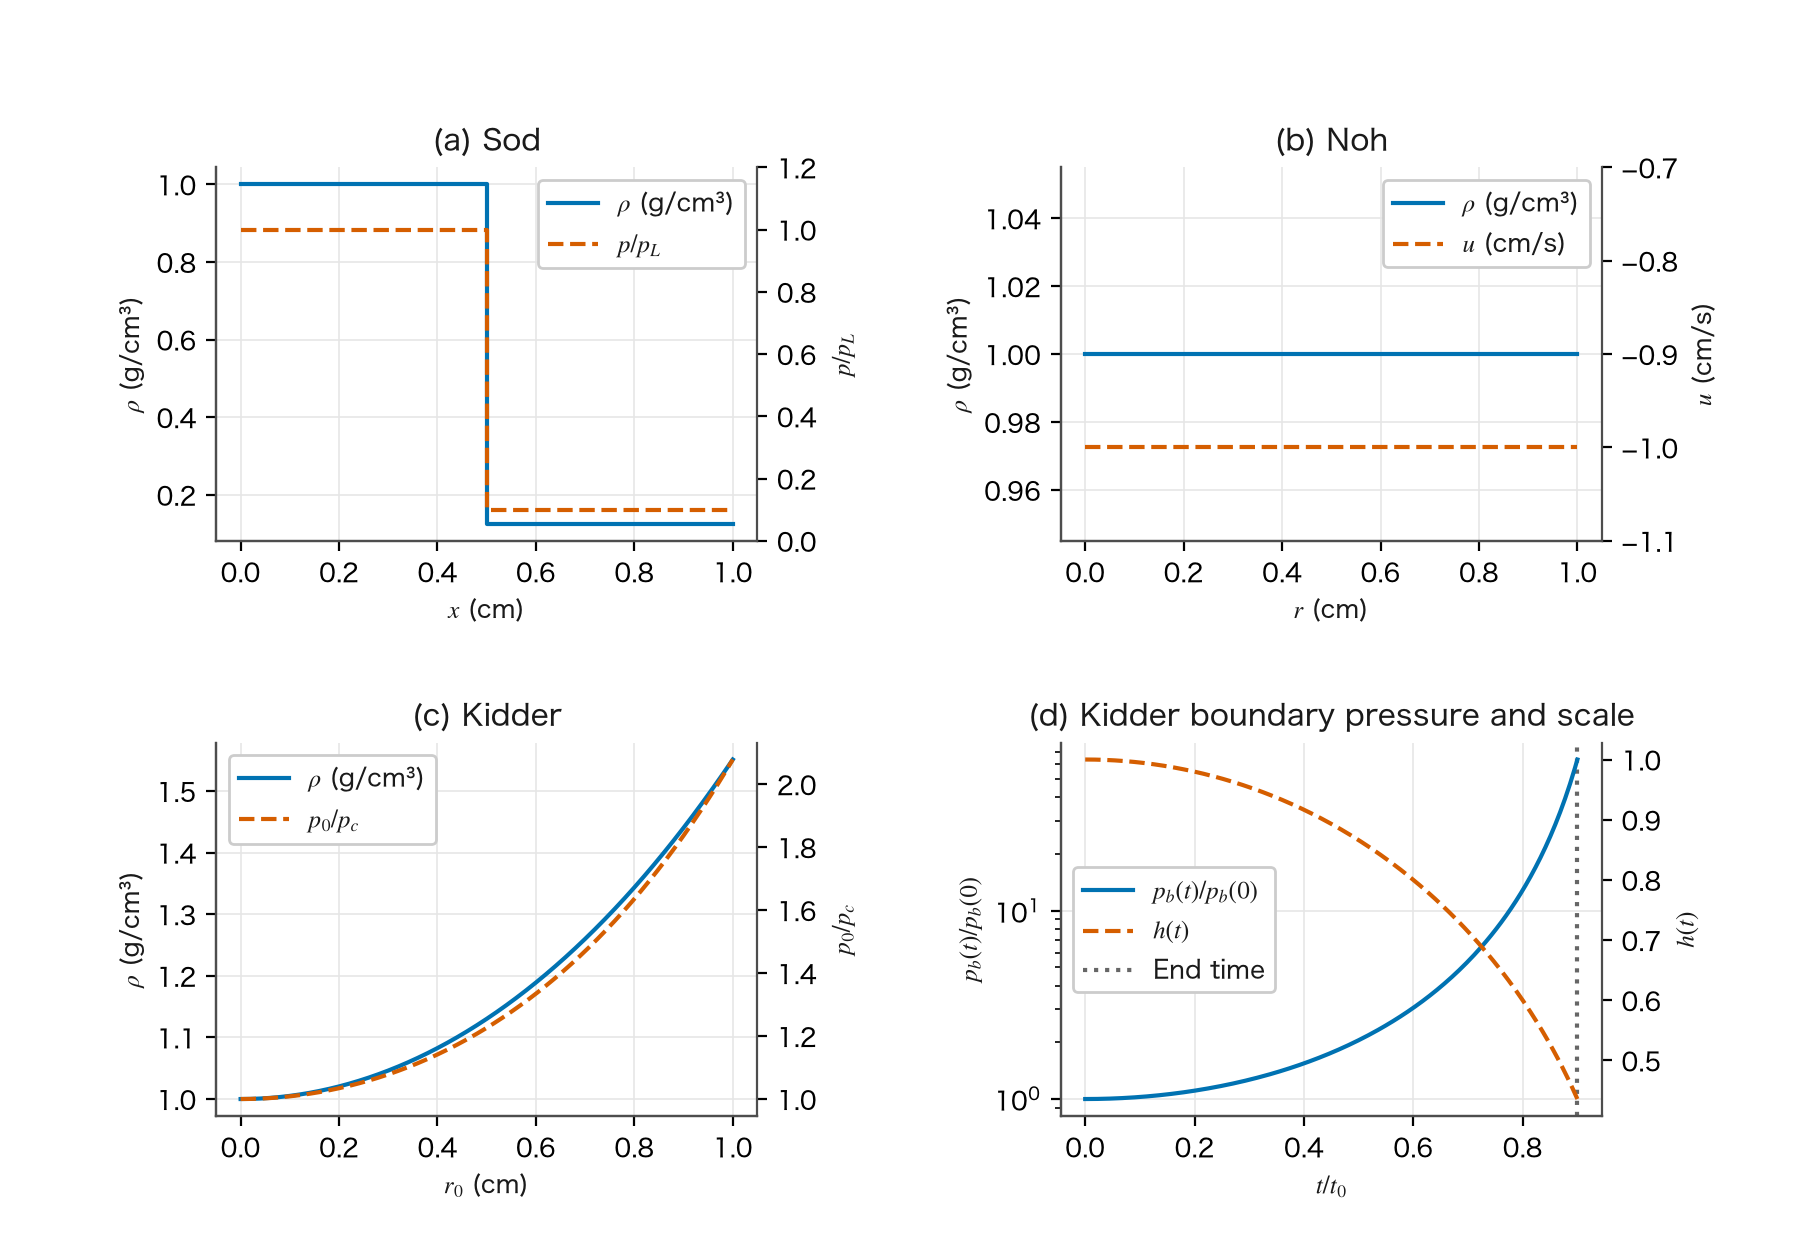 (a) Sod
1.0
0.8
0.6
0.4
0.2
ρ (g/cm³)
ρ (g/cm³)
p/p_L
1.2
1.0
0.8
0.6
0.4
0.2
0.0
p/p_L
0.0 0.2 0.4 0.6 0.8 1.0
x (cm)
(b) Noh
1.04
1.02
1.00
0.98
0.96
ρ (g/cm³)
ρ (g/cm³)
u (cm/s)
−0.7
−0.8
−0.9
−1.0
−1.1
u (cm/s)
0.0 0.2 0.4 0.6 0.8 1.0
r (cm)
(c) Kidder
1.5
1.4
1.3
1.2
1.1
1.0
ρ (g/cm³)
ρ (g/cm³)
p₀/p_c
2.0
1.8
1.6
1.4
1.2
1.0
p₀/p_c
0.0 0.2 0.4 0.6 0.8 1.0
r₀ (cm)
(d) Kidder boundary pressure and scale
10¹
10⁰
p_b(t)/p_b(0)
p_b(t)/p_b(0)
h(t)
End time
1.0
0.9
0.8
0.7
0.6
0.5
h(t)
0.0 0.2 0.4 0.6 0.8
t/t₀